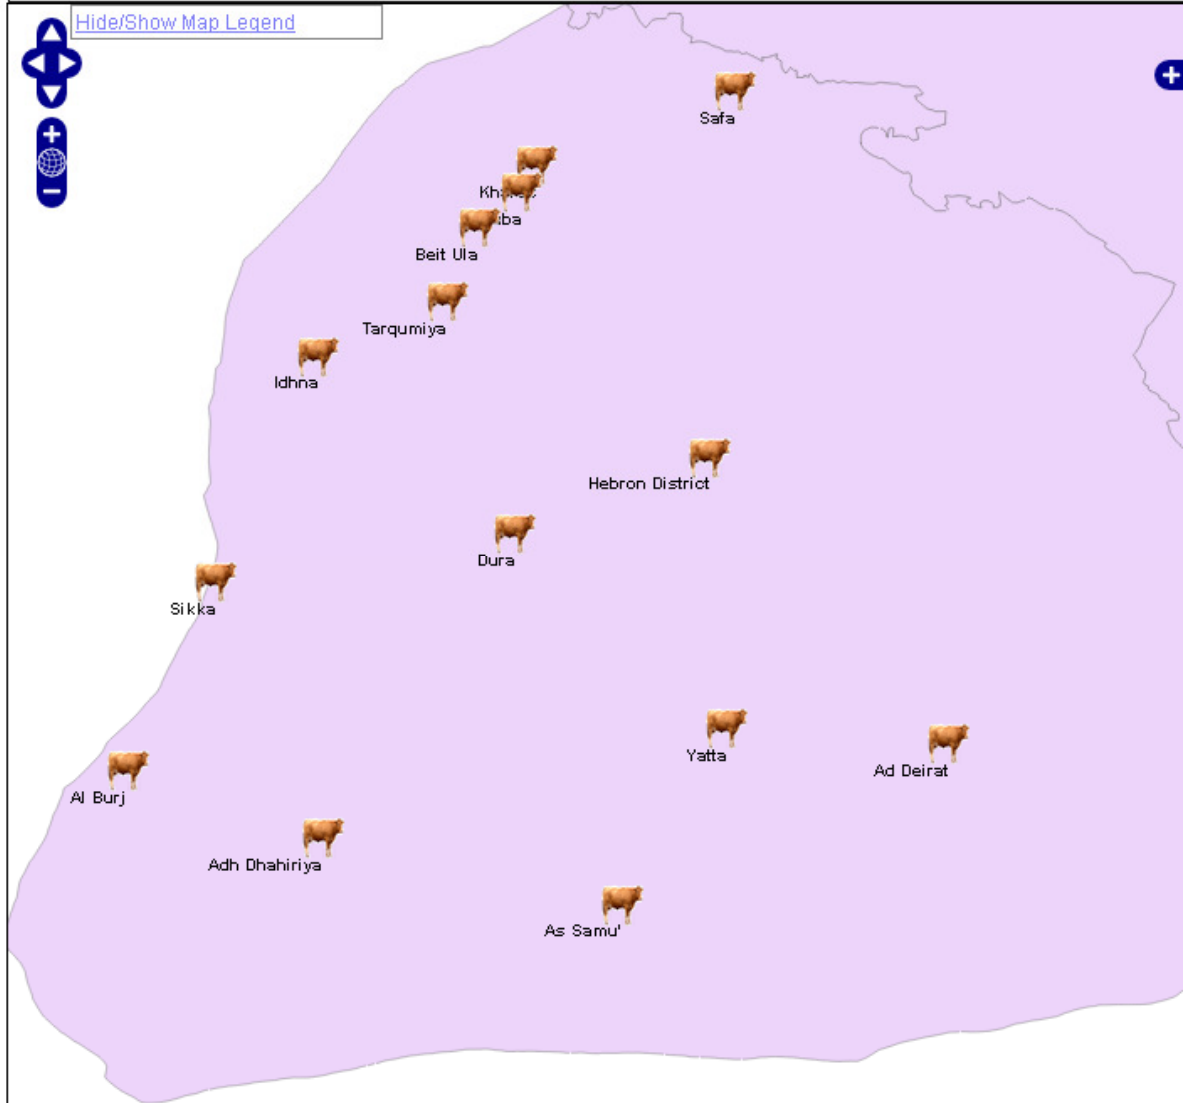 Hide/Show Map Legend
Safa
Beit Ula
Tarqumiya
Idhna
Hebron District
Dura
Sikka
Yatta
Ad Deirat
Al Burj
Adh Dhahiriya
As Samu'